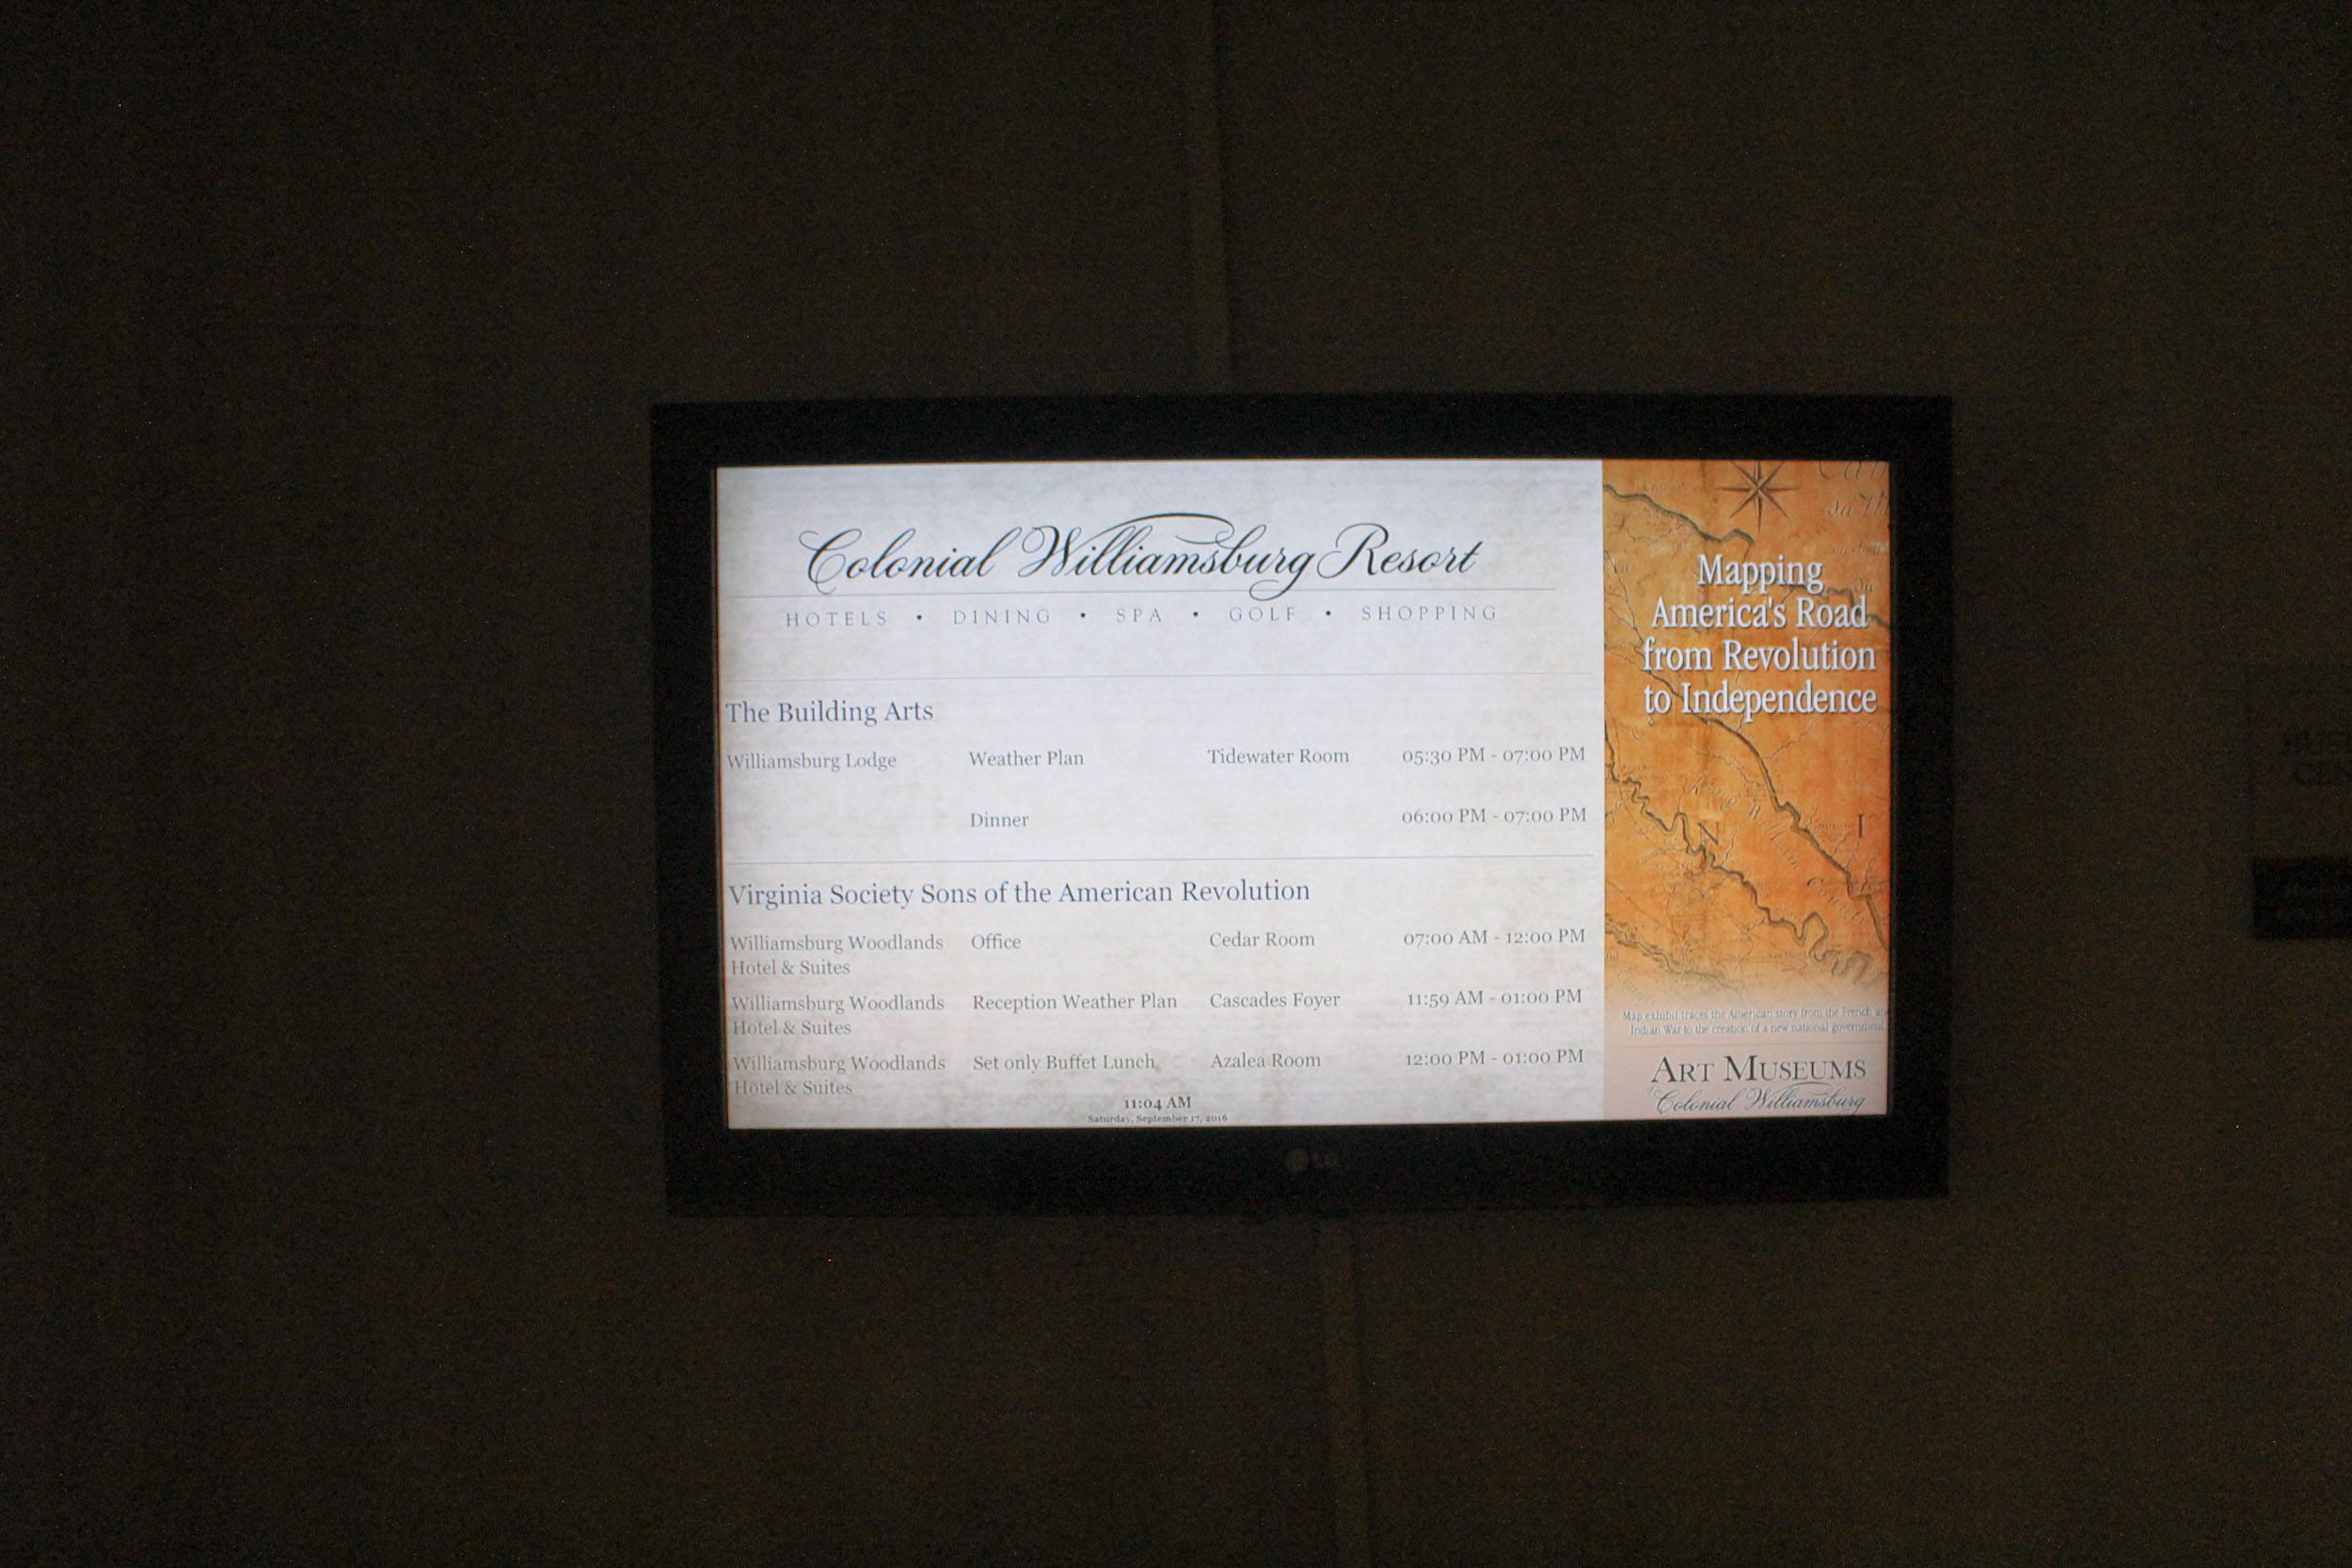 Colonial Williamsburg Resort
HOTELS • DINING • SPA • GOLF • SHOPPING
The Building Arts
Williamsburg Lodge Weather Plan Tidewater Room 05:30 PM - 07:00 PM
Dinner 06:00 PM - 07:00 PM
Virginia Society Sons of the American Revolution
Williamsburg Woodlands Office Cedar Room 07:00 AM - 12:00 PM
Hotel & Suites
Williamsburg Woodlands Reception Weather Plan Cascades Foyer 11:59 AM - 01:00 PM
Hotel & Suites
Williamsburg Woodlands Set only Buffet Lunch Azalea Room 12:00 PM - 01:00 PM
Hotel & Suites
11:04 AM
Saturday, September 17, 2016
Mapping
America's Road
from Revolution
to Independence
Map exhibit traces the American story from the French
Indian War to the creation of a new national government
ART MUSEUMS
of Colonial Williamsburg
LG